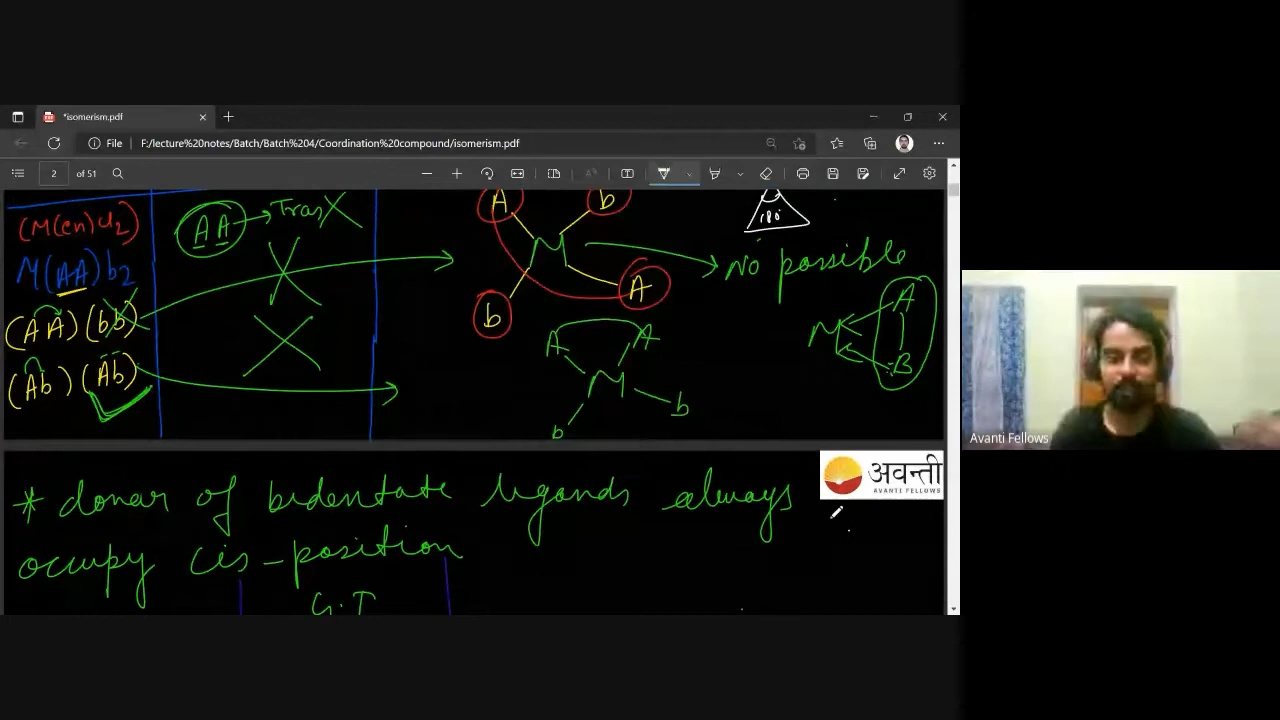 *isomerism.pdf
File F:/lecture%20notes/Batch/Batch%204/Coordination%20compound/isomerism.pdf
2 of 51
(M(en)cl2) AA → Trans X
M(AA)b2
(AA)(bb)
(Ab)(Ab)
A b
M
b A
180°
No possible
A A
M
b b
A
M
B
* donar of bidentate ligands always
occupy cis-position
G.I
अवन्ती
AVANTI FELLOWS
Avanti Fellows